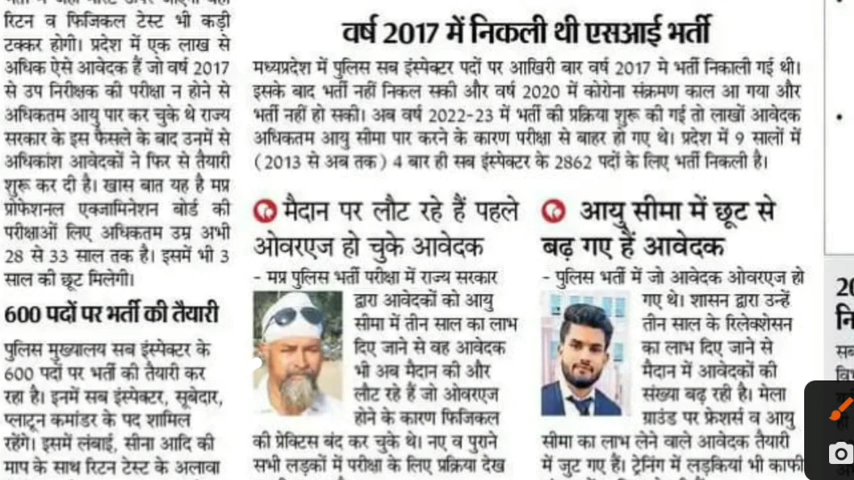 रिटन व फिजिकल टेस्ट भी कड़ी
टक्कर होगी। प्रदेश में एक लाख से
अधिक ऐसे आवेदक हैं जो वर्ष 2017
से उप निरीक्षक की परीक्षा न होने से
अधिकतम आयु पार कर चुके थे राज्य
सरकार के इस फैसले के बाद उनमें से
अधिकांश आवेदकों ने फिर से तैयारी
शुरू कर दी है। खास बात यह है मप्र
प्रोफेशनल एक्जामिनेशन बोर्ड की
परीक्षाओं लिए अधिकतम उम्र अभी
28 से 33 साल तक है। इसमें भी 3
साल की छूट मिलेगी।
600 पदों पर भर्ती की तैयारी
पुलिस मुख्यालय सब इंस्पेक्टर के
600 पदों पर भर्ती की तैयारी कर
रहा है। इनमें सब इंस्पेक्टर, सूबेदार,
प्लाटून कमांडर के पद शामिल
रहेंगे। इसमें लंबाई, सीना आदि की
माप के साथ रिटन टेस्ट के अलावा
वर्ष 2017 में निकली थी एसआई भर्ती
मध्यप्रदेश में पुलिस सब इंस्पेक्टर पदों पर आखिरी बार वर्ष 2017 मे भर्ती निकाली गई थी।
इसके बाद भर्ती नहीं निकल सकी और वर्ष 2020 में कोरोना संक्रमण काल आ गया और
भर्ती नहीं हो सकी। अब वर्ष 2022-23 में भर्ती की प्रक्रिया शुरू की गई तो लाखों आवेदक
अधिकतम आयु सीमा पार करने के कारण परीक्षा से बाहर हो गए थे। प्रदेश में 9 सालों में
(2013 से अब तक) 4 बार ही सब इंस्पेक्टर के 2862 पदों के लिए भर्ती निकली है।
मैदान पर लौट रहे हैं पहले
ओवरएज हो चुके आवेदक
- मप्र पुलिस भर्ती परीक्षा में राज्य सरकार
द्वारा आवेदकों को आयु
सीमा में तीन साल का लाभ
दिए जाने से वह आवेदक
भी अब मैदान की और
लौट रहे हैं जो ओवरएज
होने के कारण फिजिकल
की प्रेक्टिस बंद कर चुके थे। नए व पुराने
सभी लड़कों में परीक्षा के लिए प्रक्रिया देख
आयु सीमा में छूट से
बढ़ गए हैं आवेदक
- पुलिस भर्ती में जो आवेदक ओवरएज हो
गए थे। शासन द्वारा उन्हें
तीन साल के रिलेक्शेसन
का लाभ दिए जाने से
मैदान में आवेदकों की
संख्या बढ़ रही है। मेला
ग्राउंड पर फ्रेशर्स व आयु
सीमा का लाभ लेने वाले आवेदक तैयारी
में जुट गए हैं। ट्रेनिंग में लड़कियां भी काफी